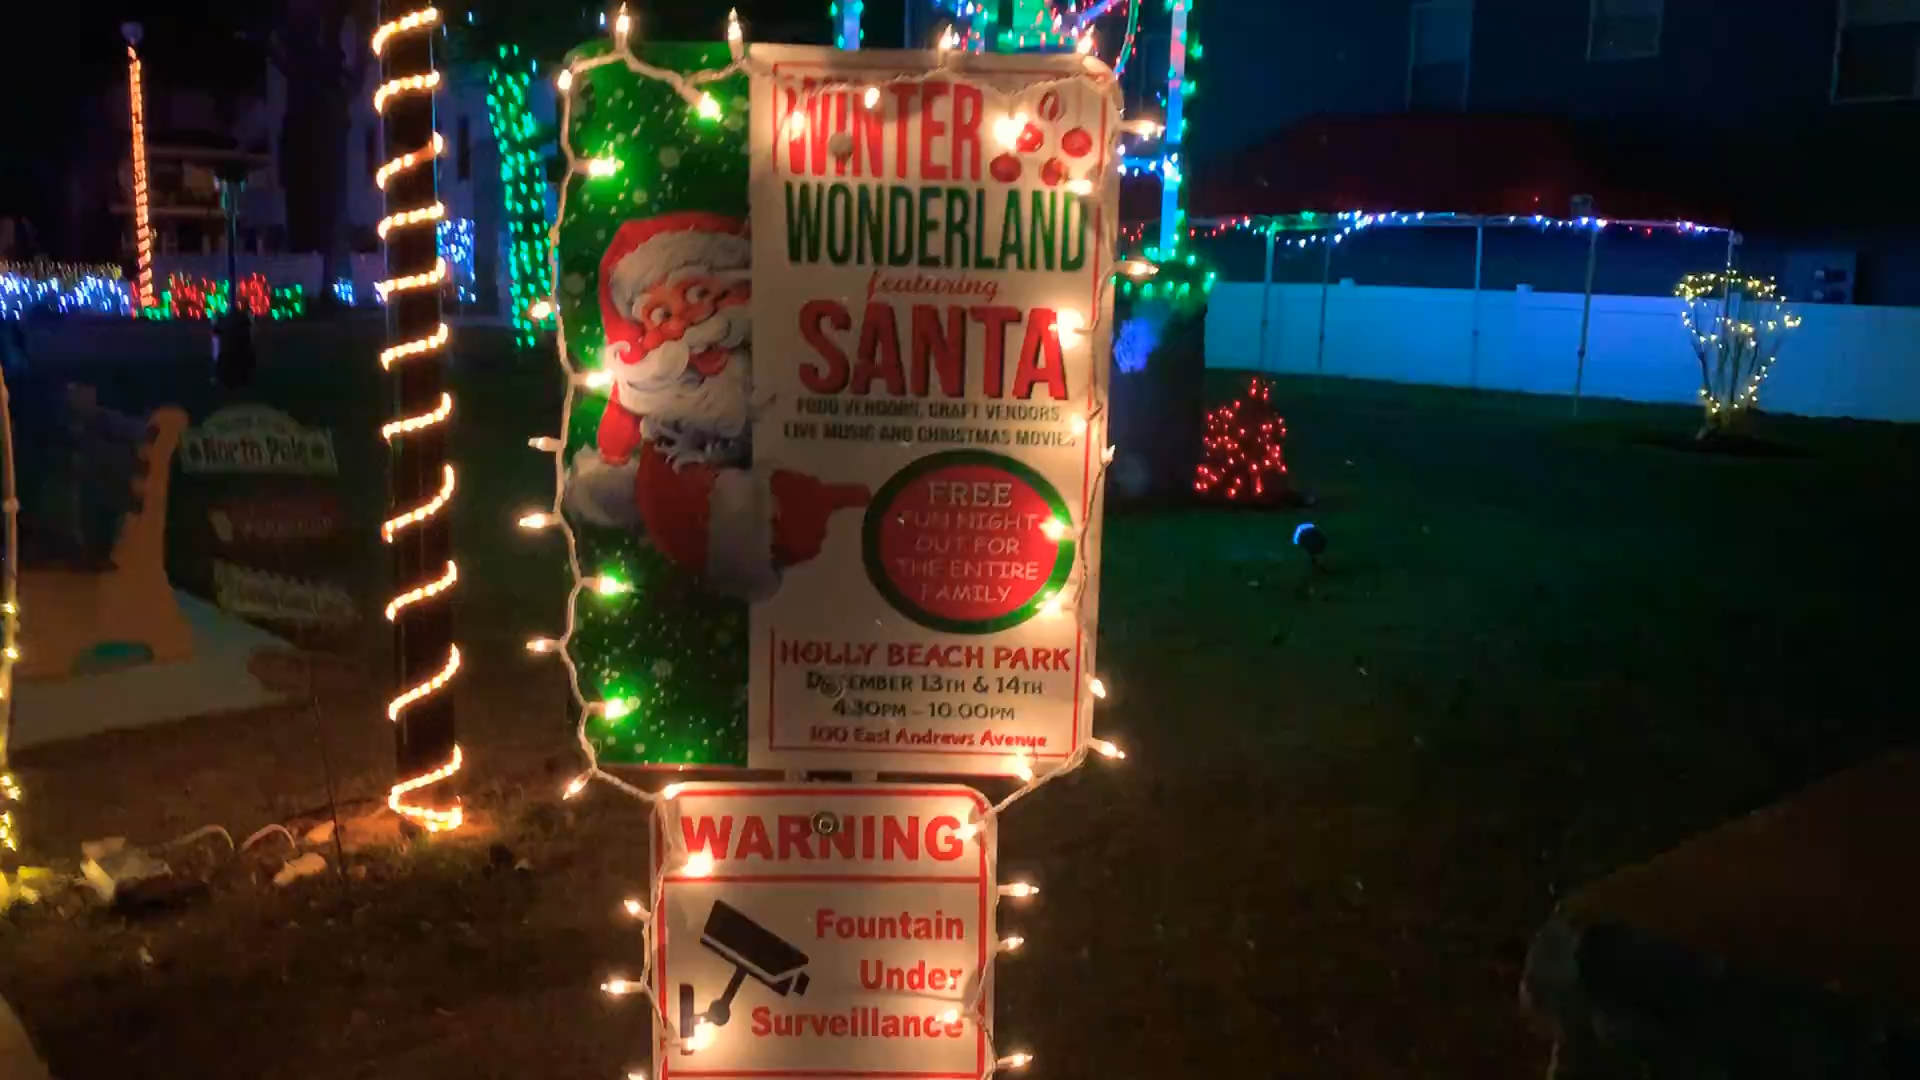 WINTER
WONDERLAND
featuring
SANTA
FOOD VENDORS, CRAFT VENDORS,
LIVE MUSIC AND CHRISTMAS MOVIES
FREE
FUN NIGHT
OUT FOR
THE ENTIRE
FAMILY
HOLLY BEACH PARK
DECEMBER 13TH & 14TH
4:30PM - 10:00PM
100 East Andrews Avenue
WARNING
Fountain
Under
Surveillance
North Pole